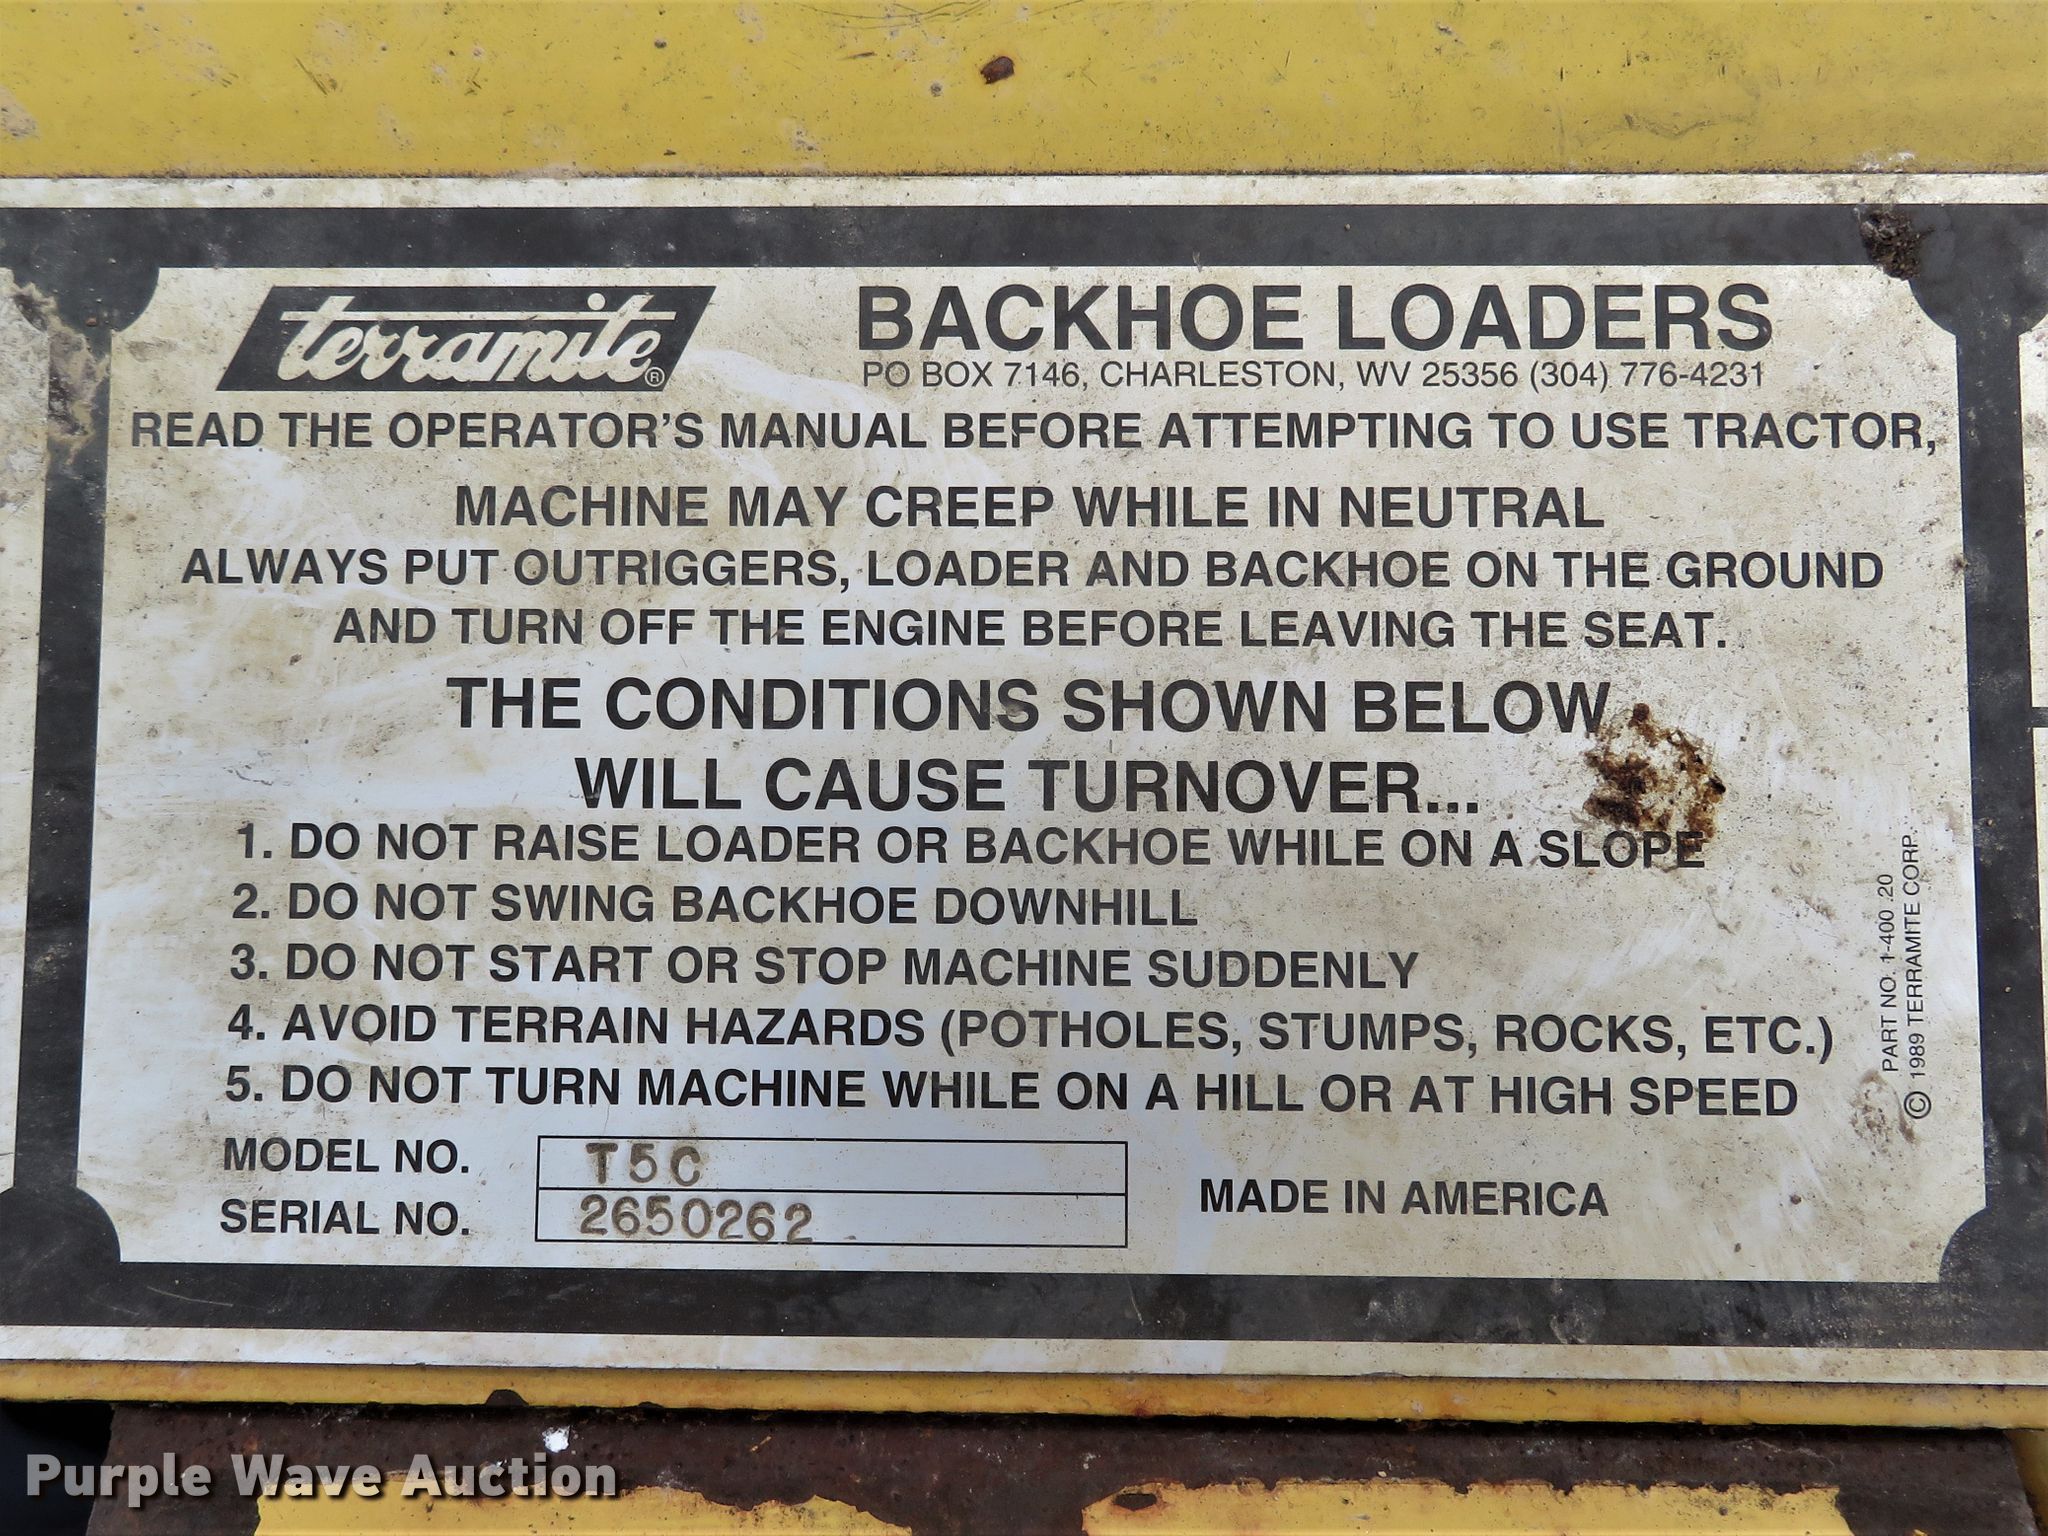 terramite®
BACKHOE LOADERS
PO BOX 7146, CHARLESTON, WV 25356 (304) 776-4231
READ THE OPERATOR'S MANUAL BEFORE ATTEMPTING TO USE TRACTOR,
MACHINE MAY CREEP WHILE IN NEUTRAL
ALWAYS PUT OUTRIGGERS, LOADER AND BACKHOE ON THE GROUND
AND TURN OFF THE ENGINE BEFORE LEAVING THE SEAT.
THE CONDITIONS SHOWN BELOW
WILL CAUSE TURNOVER...
1. DO NOT RAISE LOADER OR BACKHOE WHILE ON A SLOPE
2. DO NOT SWING BACKHOE DOWNHILL
3. DO NOT START OR STOP MACHINE SUDDENLY
4. AVOID TERRAIN HAZARDS (POTHOLES, STUMPS, ROCKS, ETC.)
5. DO NOT TURN MACHINE WHILE ON A HILL OR AT HIGH SPEED
MODEL NO. T5C
SERIAL NO. 2650262
MADE IN AMERICA
PART NO. 1-400 .20
© 1989 TERRAMITE CORP.
Purple Wave Auction